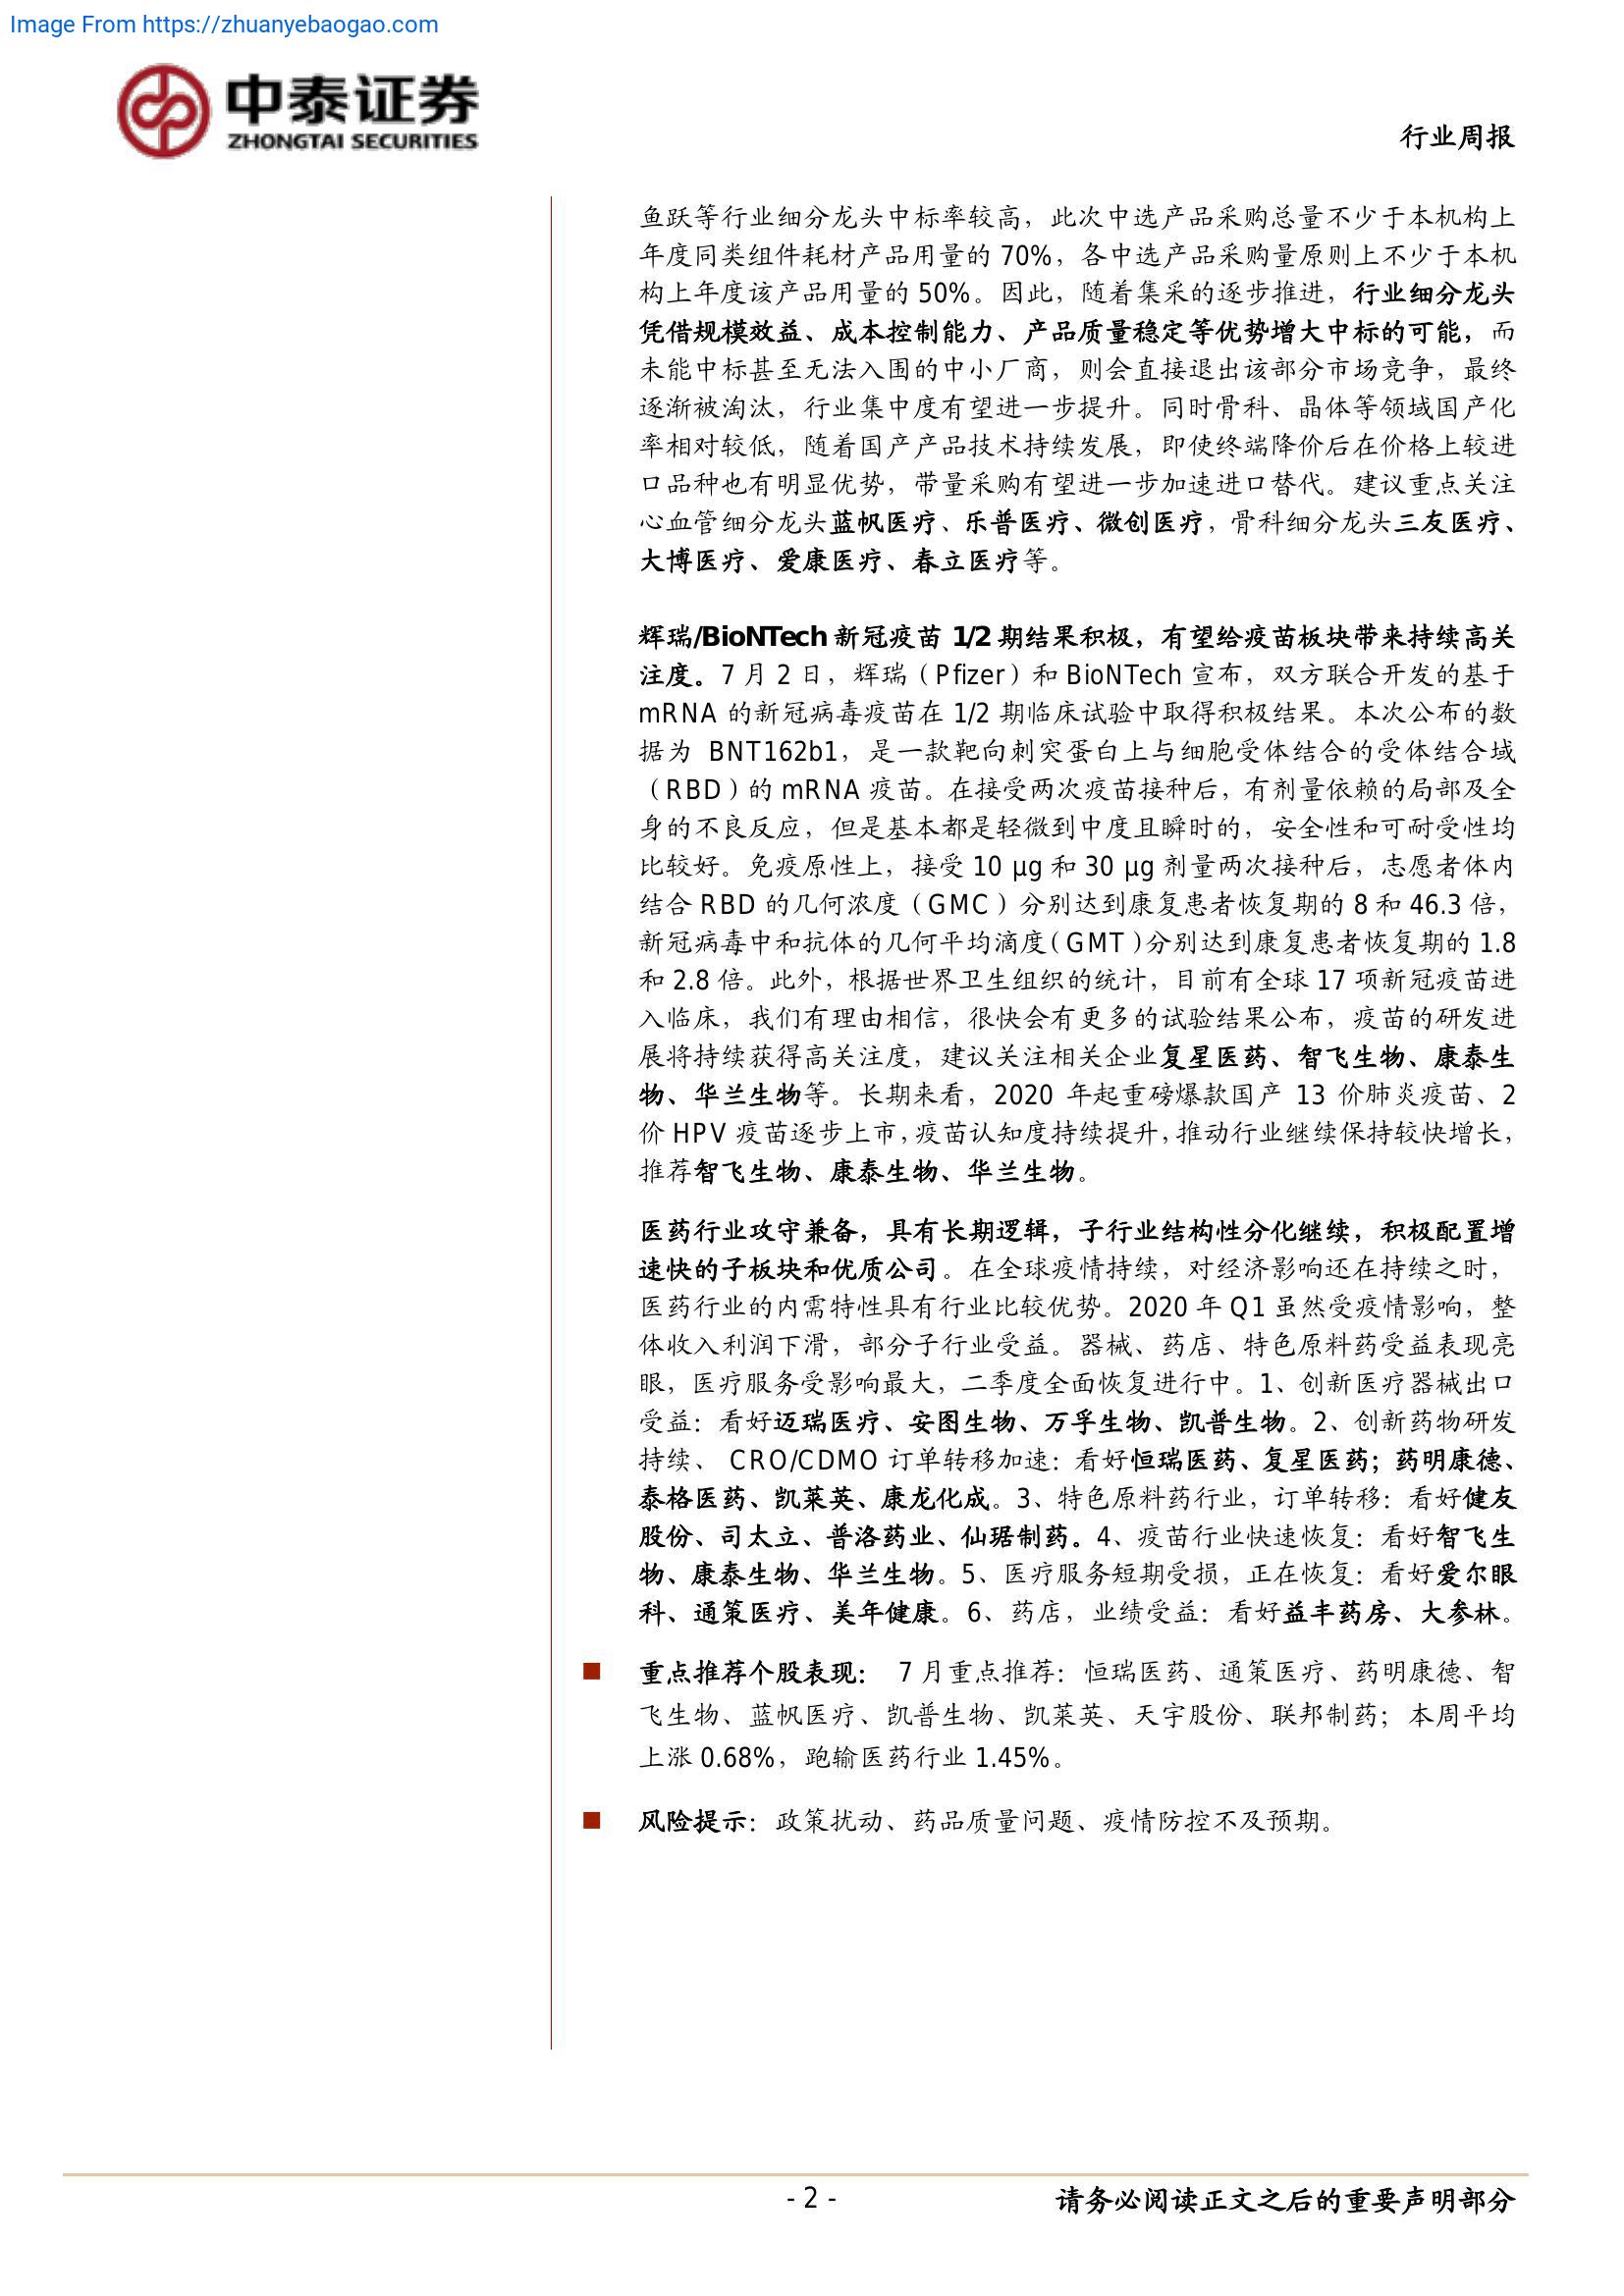 Image From https://zhuanyebaogao.com
中泰证券
ZHONGTAI SECURITIES
行业周报
鱼跃等行业细分龙头中标率较高，此次中选产品采购总量不少于本机构上
年度同类组件耗材产品用量的 70%，各中选产品采购量原则上不少于本机
构上年度该产品用量的 50%。因此，随着集采的逐步推进，行业细分龙头
凭借规模效益、成本控制能力、产品质量稳定等优势增大中标的可能，而
未能中标甚至无法入围的中小厂商，则会直接退出该部分市场竞争，最终
逐渐被淘汰，行业集中度有望进一步提升。同时骨科、晶体等领域国产化
率相对较低，随着国产产品技术持续发展，即使终端降价后在价格上较进
口品种也有明显优势，带量采购有望进一步加速进口替代。建议重点关注
心血管细分龙头蓝帆医疗、乐普医疗、微创医疗，骨科细分龙头三友医疗、
大博医疗、爱康医疗、春立医疗等。
辉瑞/BioNTech 新冠疫苗 1/2 期结果积极，有望给疫苗板块带来持续高关
注度。7 月 2 日，辉瑞（Pfizer）和 BioNTech 宣布，双方联合开发的基于
mRNA 的新冠病毒疫苗在 1/2 期临床试验中取得积极结果。本次公布的数
据为 BNT162b1，是一款靶向刺突蛋白上与细胞受体结合的受体结合域
（RBD）的 mRNA 疫苗。在接受两次疫苗接种后，有剂量依赖的局部及全
身的不良反应，但是基本都是轻微到中度且瞬时的，安全性和可耐受性均
比较好。免疫原性上，接受 10 μg 和 30 μg 剂量两次接种后，志愿者体内
结合 RBD 的几何浓度（GMC）分别达到康复患者恢复期的 8 和 46.3 倍，
新冠病毒中和抗体的几何平均滴度（GMT）分别达到康复患者恢复期的 1.8
和 2.8 倍。此外，根据世界卫生组织的统计，目前有全球 17 项新冠疫苗进
入临床，我们有理由相信，很快会有更多的试验结果公布，疫苗的研发进
展将持续获得高关注度，建议关注相关企业复星医药、智飞生物、康泰生
物、华兰生物等。长期来看，2020 年起重磅爆款国产 13 价肺炎疫苗、2
价 HPV 疫苗逐步上市，疫苗认知度持续提升，推动行业继续保持较快增长，
推荐智飞生物、康泰生物、华兰生物。
医药行业攻守兼备，具有长期逻辑，子行业结构性分化继续，积极配置增
速快的子板块和优质公司。在全球疫情持续，对经济影响还在持续之时，
医药行业的内需特性具有行业比较优势。2020 年 Q1 虽然受疫情影响，整
体收入利润下滑，部分子行业受益。器械、药店、特色原料药受益表现亮
眼，医疗服务受影响最大，二季度全面恢复进行中。1、创新医疗器械出口
受益：看好迈瑞医疗、安图生物、万孚生物、凯普生物。2、创新药物研发
持续、 CRO/CDMO 订单转移加速：看好恒瑞医药、复星医药；药明康德、
泰格医药、凯莱英、康龙化成。3、特色原料药行业，订单转移：看好健友
股份、司太立、普洛药业、仙琚制药。4、疫苗行业快速恢复：看好智飞生
物、康泰生物、华兰生物。5、医疗服务短期受损，正在恢复：看好爱尔眼
科、通策医疗、美年健康。6、药店，业绩受益：看好益丰药房、大参林。
重点推荐个股表现： 7 月重点推荐：恒瑞医药、通策医疗、药明康德、智
飞生物、蓝帆医疗、凯普生物、凯莱英、天宇股份、联邦制药；本周平均
上涨 0.68%，跑输医药行业 1.45%。
风险提示：政策扰动、药品质量问题、疫情防控不及预期。
- 2 -
请务必阅读正文之后的重要声明部分